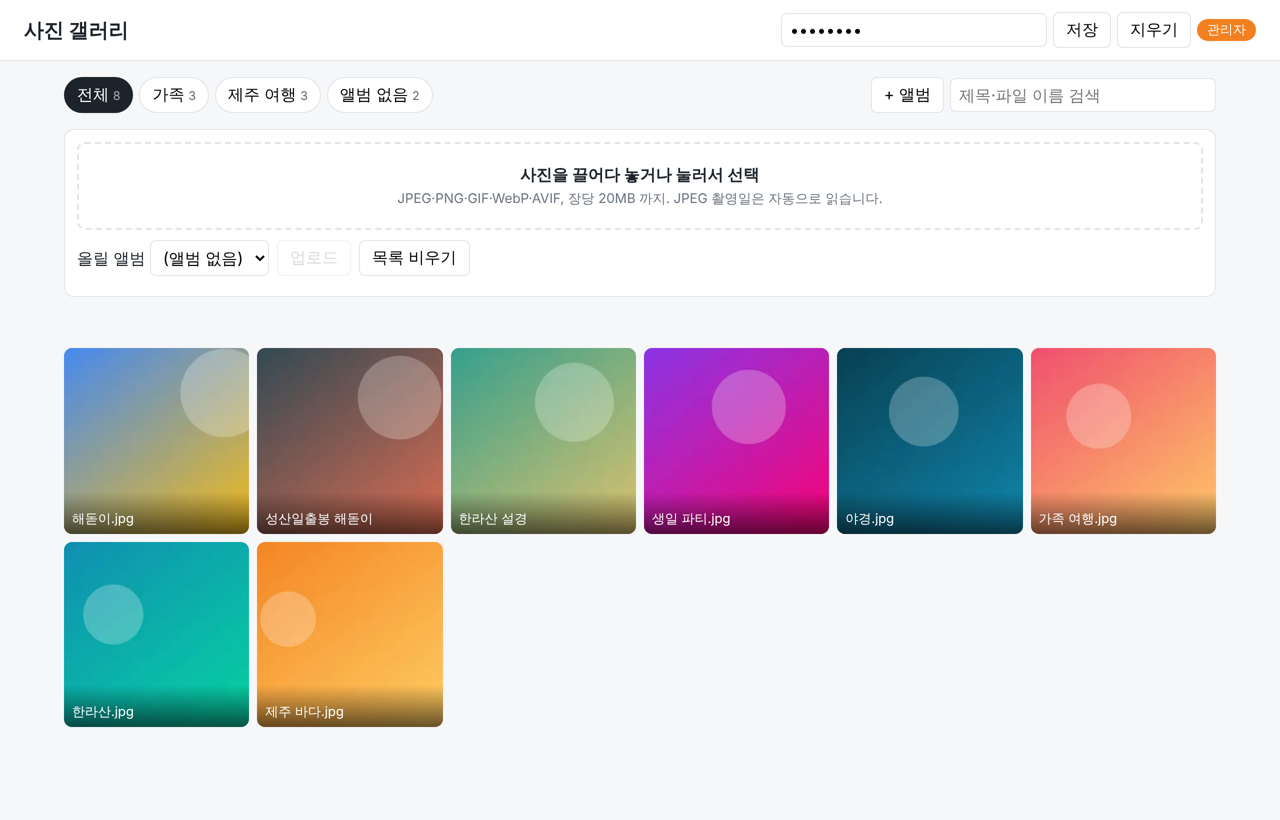 사진 갤러리
•••••••• 저장 지우기 관리자
전체 8 가족 3 제주 여행 3 앨범 없음 2 + 앨범 제목·파일 이름 검색
사진을 끌어다 놓거나 눌러서 선택
JPEG·PNG·GIF·WebP·AVIF, 장당 20MB 까지. JPEG 촬영일은 자동으로 읽습니다.
올릴 앨범 (앨범 없음) 업로드 목록 비우기
해돋이.jpg 성산일출봉 해돋이 한라산 설경 생일 파티.jpg 야경.jpg 가족 여행.jpg
한라산.jpg 제주 바다.jpg